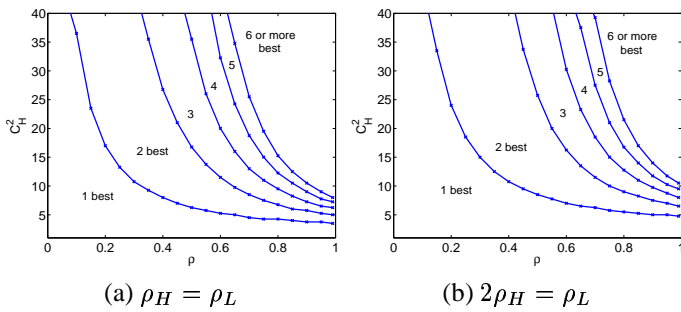 40
35
30
25
20
15
10
5
C_H^2
6 or more
best
5
4
3
2 best
1 best
0 0.2 0.4 0.6 0.8 1
ρ
(a) ρ_H = ρ_L
40
35
30
25
20
15
10
5
C_H^2
6 or more
best
5
4
3
2 best
1 best
0 0.2 0.4 0.6 0.8 1
ρ
(b) 2ρ_H = ρ_L